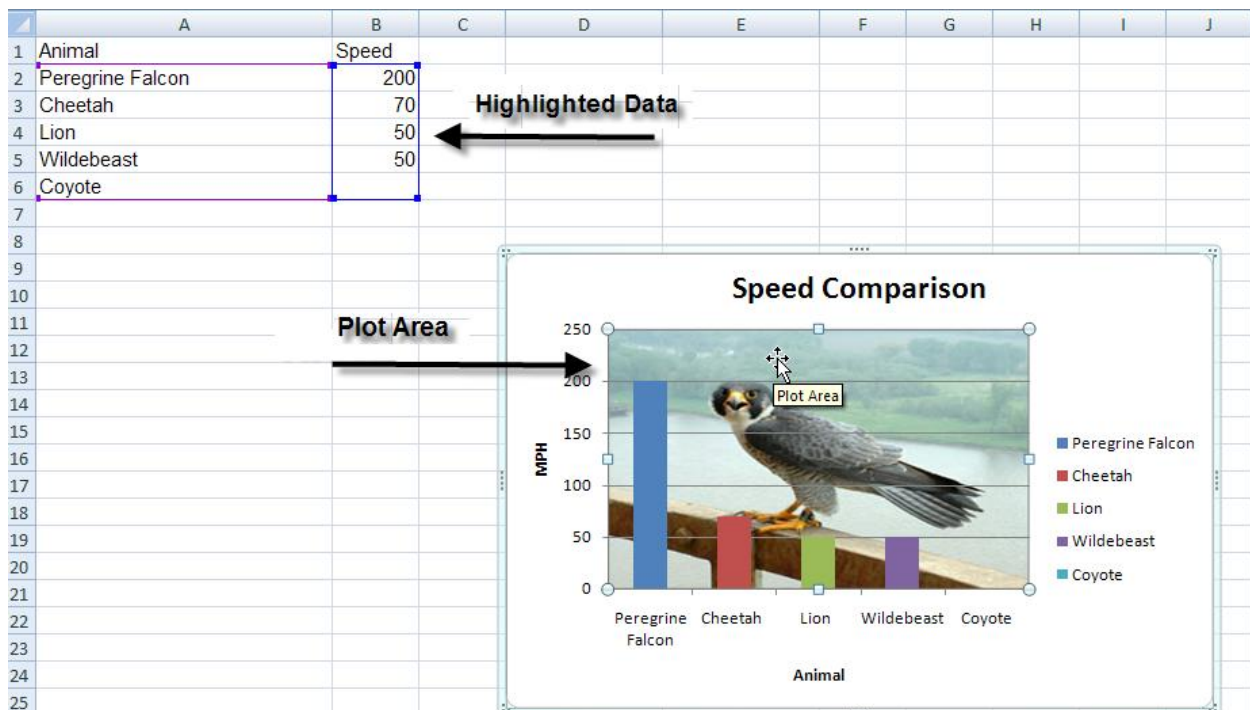 A B C D E F G H I J
1 Animal Speed
2 Peregrine Falcon 200
3 Cheetah 70
4 Lion 50
5 Wildebeast 50
6 Coyote
Highlighted Data
7
8
9
10
11
12
13
14
15
16
17
18
19
20
21
22
23
24
25
Plot Area
Speed Comparison
250
200
150
100
50
0
MPH
Plot Area
Peregrine Falcon
Cheetah
Lion
Wildebeast
Coyote
Peregrine Cheetah Lion Wildebeast Coyote
Falcon
Animal